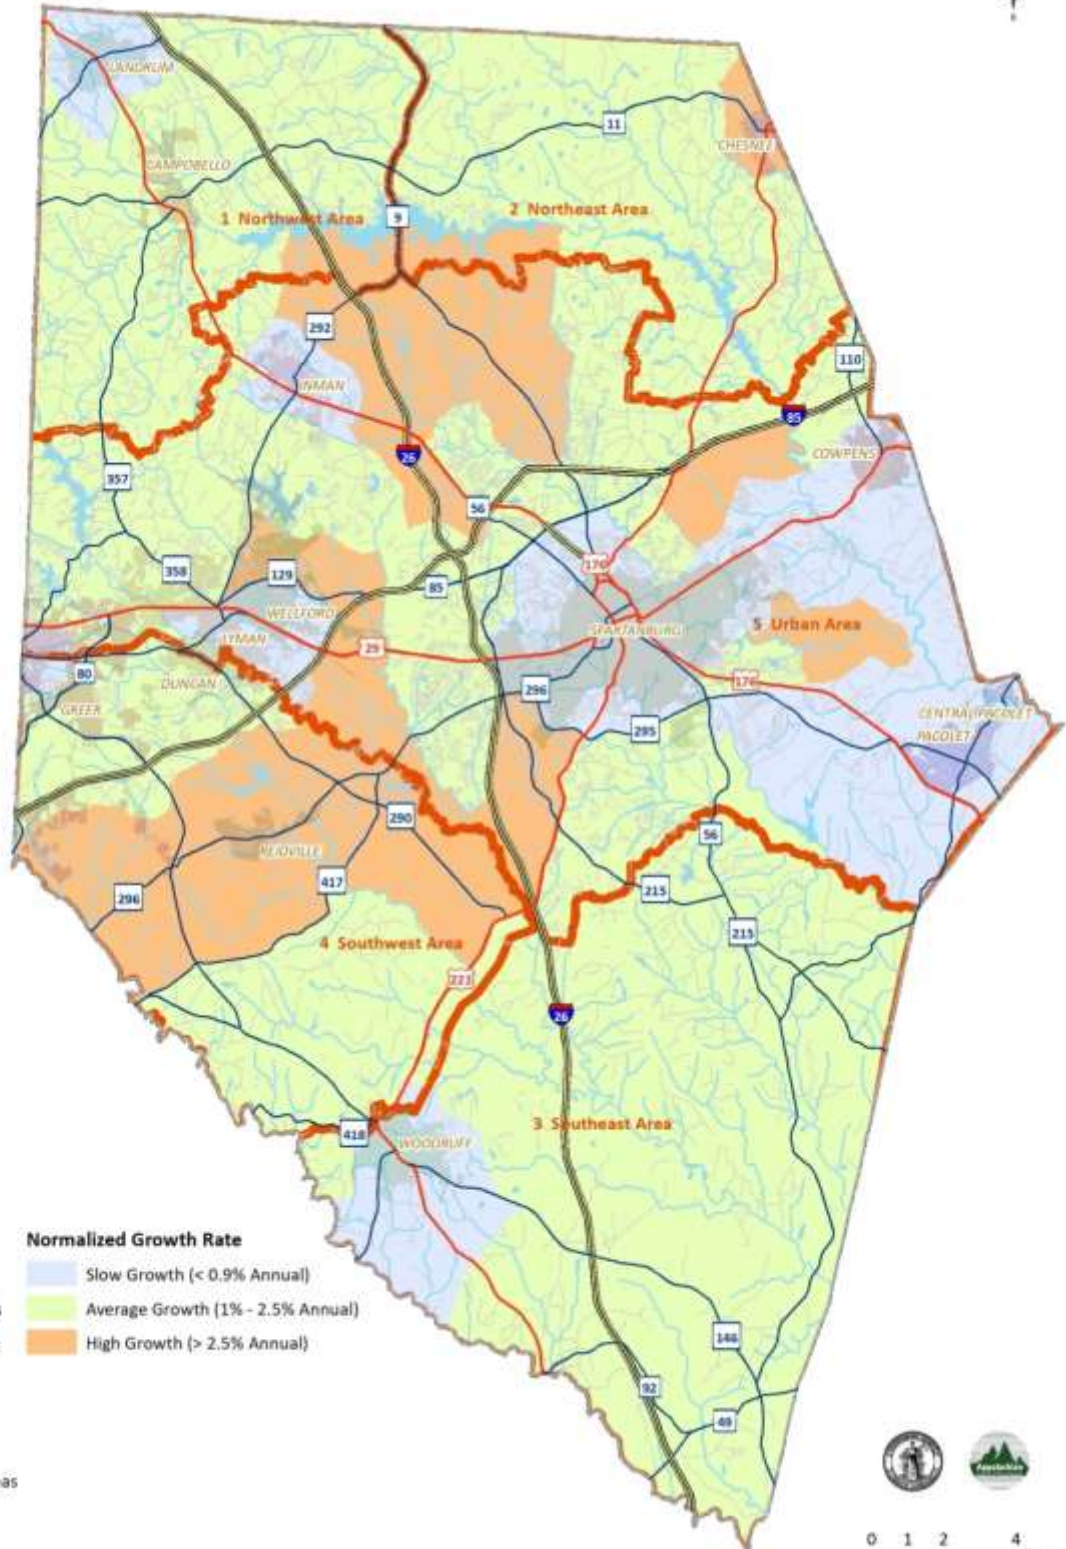 LANDRUM
11
CHESNEE
CAMPOBELLO
1 Northwest Area
9
2 Northeast Area
292
110
INMAN
85
26
COWPENS
357
56
176
358
129
85
WELLFORD
SPARTANBURG
5 Urban Area
LYMAN
29
80
DUNCAN
296
176
GREER
295
CENTRAL PACOLET
PACOLET
290
56
REIDVILLE
417
215
296
215
4 Southwest Area
221
26
418
WOODRUFF
3 Southeast Area
Normalized Growth Rate
Slow Growth (< 0.9% Annual)
Average Growth (1% - 2.5% Annual)
High Growth (> 2.5% Annual)
146
92
49
eas
0 1 2 4